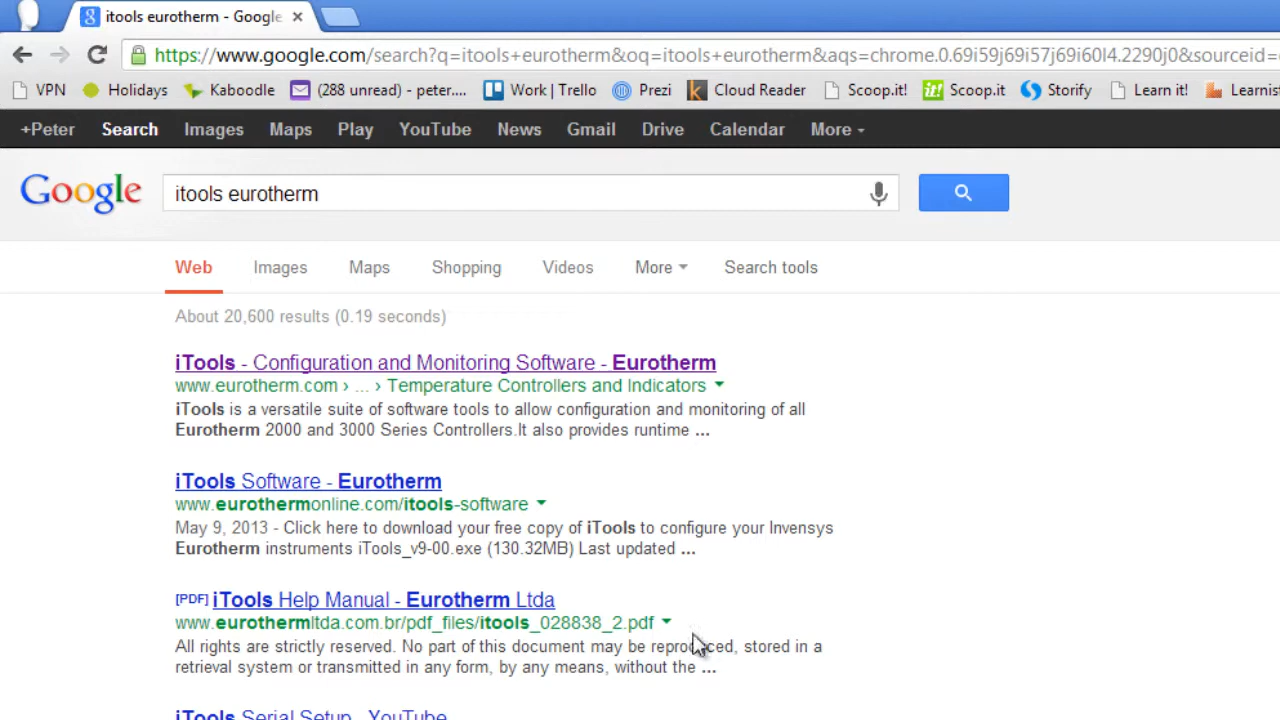 itools eurotherm - Google
https://www.google.com/search?q=itools+eurotherm&oq=itools+eurotherm&aqs=chrome.0.69i59j69i57j69i60l4.2290j0&sourceid=
VPN Holidays Kaboodle (288 unread) - peter.... Work | Trello Prezi Cloud Reader Scoop.it! Scoop.it Storify Learn it! Learnis
+Peter Search Images Maps Play YouTube News Gmail Drive Calendar More
Google itools eurotherm
Web Images Maps Shopping Videos More Search tools
About 20,600 results (0.19 seconds)
iTools - Configuration and Monitoring Software - Eurotherm
www.eurotherm.com › ... › Temperature Controllers and Indicators
iTools is a versatile suite of software tools to allow configuration and monitoring of all
Eurotherm 2000 and 3000 Series Controllers.It also provides runtime ...
iTools Software - Eurotherm
www.eurothermonline.com/itools-software
May 9, 2013 - Click here to download your free copy of iTools to configure your Invensys
Eurotherm instruments iTools_v9-00.exe (130.32MB) Last updated ...
[PDF] iTools Help Manual - Eurotherm Ltda
www.eurothermltda.com.br/pdf_files/itools_028838_2.pdf
All rights are strictly reserved. No part of this document may be reproduced, stored in a
retrieval system or transmitted in any form, by any means, without the ...
iTools Serial Setup - YouTube